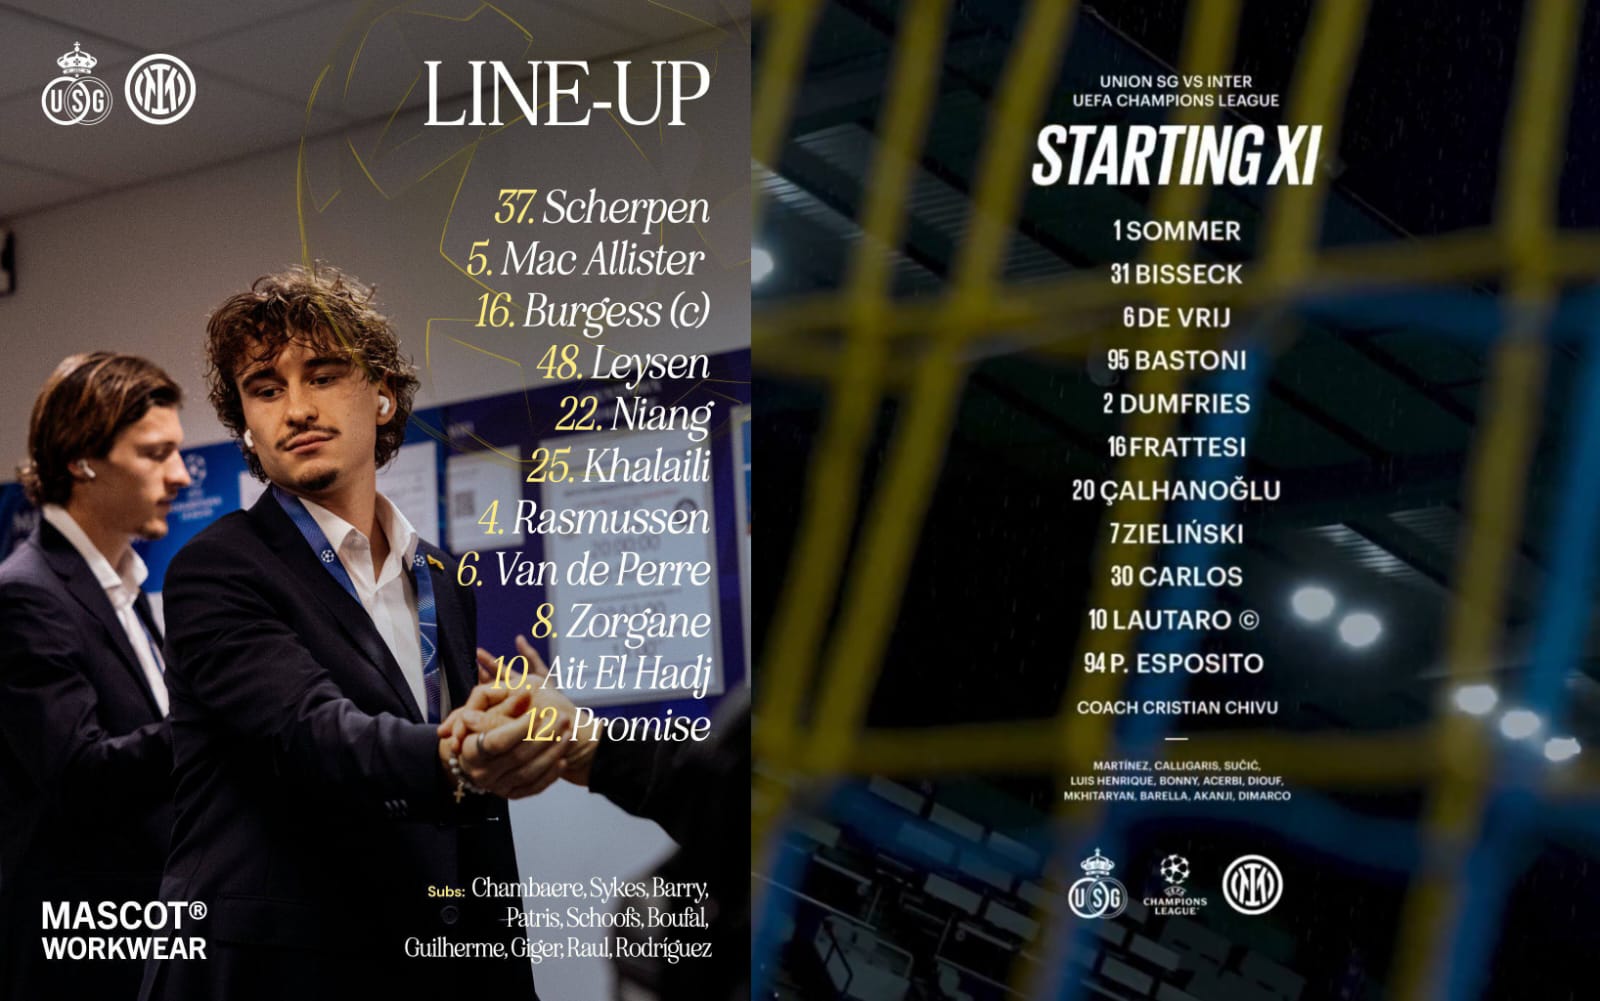 USG
LINE-UP
37. Scherpen
5. Mac Allister
16. Burgess (c)
48. Leysen
22. Niang
25. Khalaili
4. Rasmussen
6. Van de Perre
8. Zorgane
10. Ait El Hadj
12. Promise
Subs: Chambaere, Sykes, Barry,
Patris, Schoofs, Boufal,
Guilherme, Giger, Raul, Rodríguez
MASCOT®
WORKWEAR
UNION SG VS INTER
UEFA CHAMPIONS LEAGUE
STARTING XI
1 SOMMER
31 BISSECK
6 DE VRIJ
95 BASTONI
2 DUMFRIES
16 FRATTESI
20 ÇALHANOĞLU
7 ZIELIŃSKI
30 CARLOS
10 LAUTARO ©
94 P. ESPOSITO
COACH CRISTIAN CHIVU
MARTÍNEZ, CALLIGARIS, SUČIĆ,
LUIS HENRIQUE, BONNY, ACERBI, DIOUF,
MKHITARYAN, BARELLA, AKANJI, DIMARCO
USG
UEFA
CHAMPIONS
LEAGUE